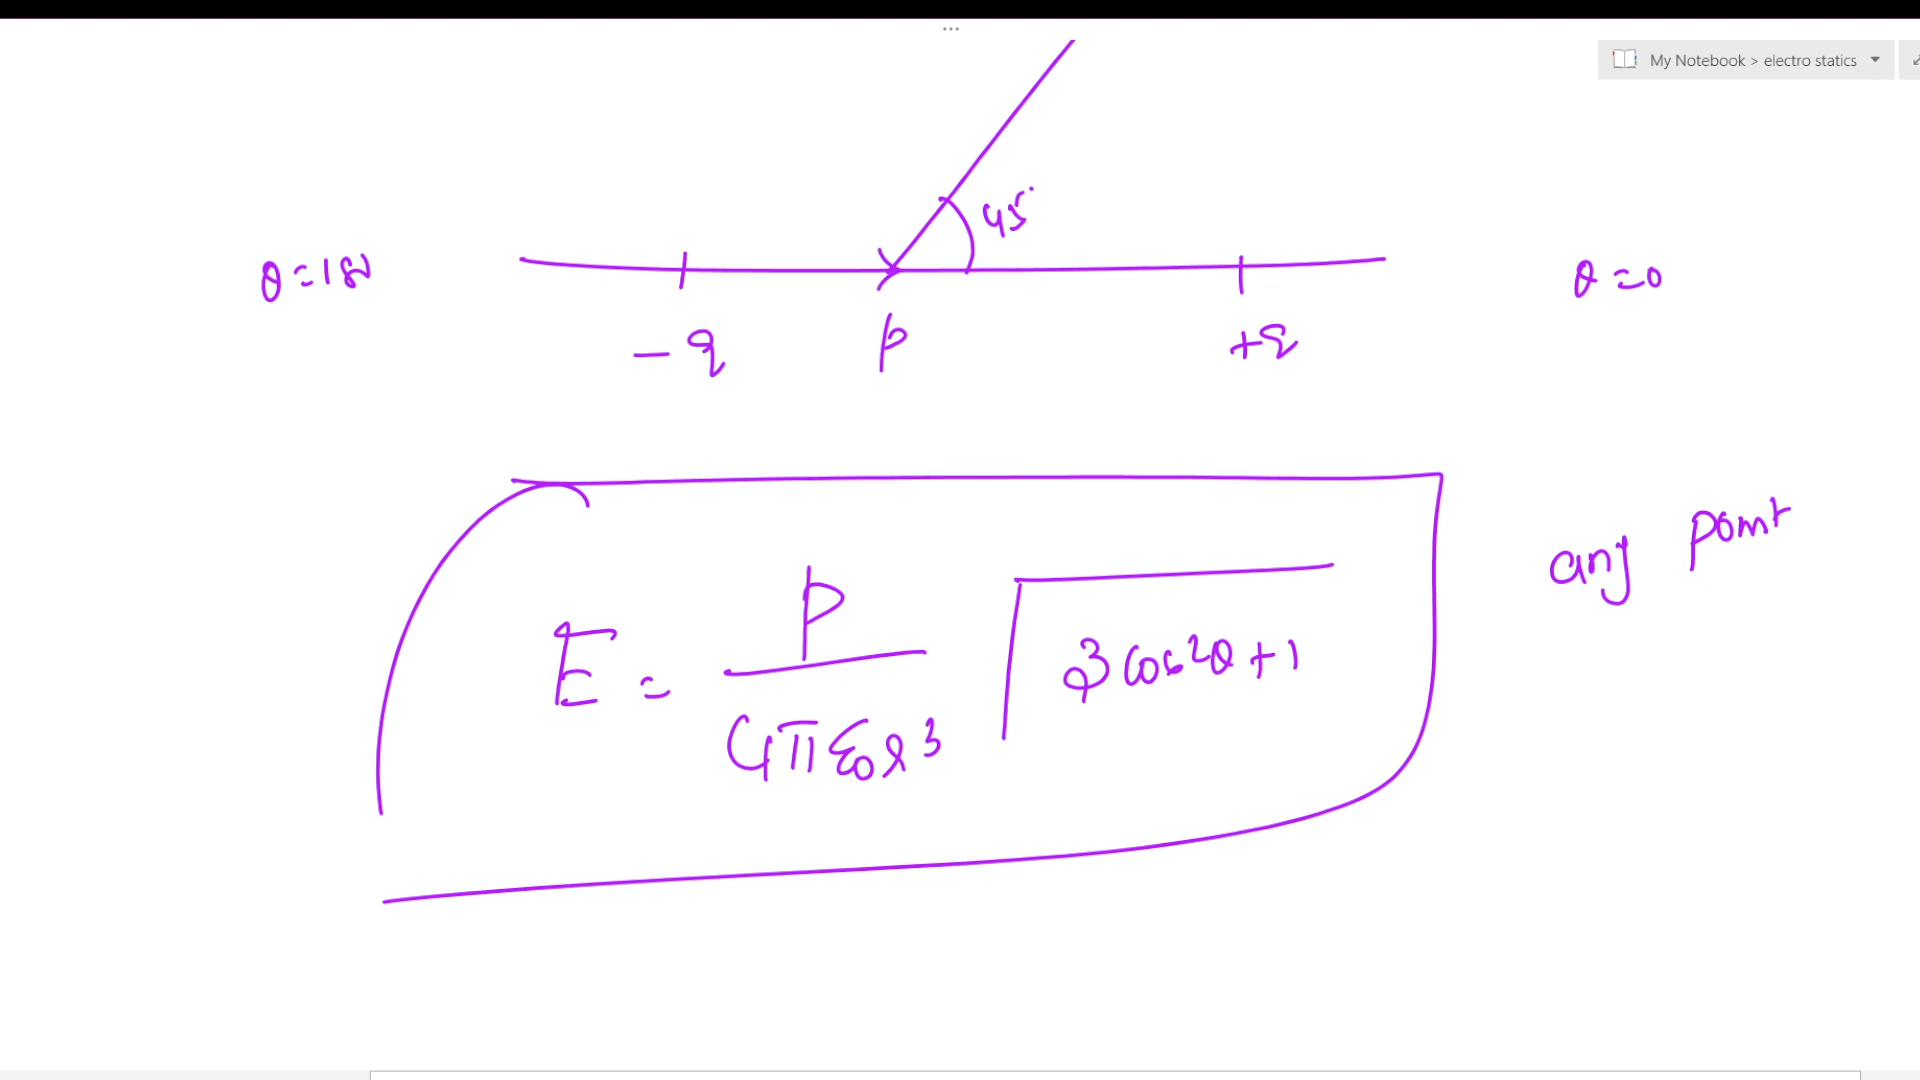 My Notebook > electro statics
45°
θ=180
θ=0
-q
p
+q
any point
E = p / 4πε₀r³ √3cos²θ+1